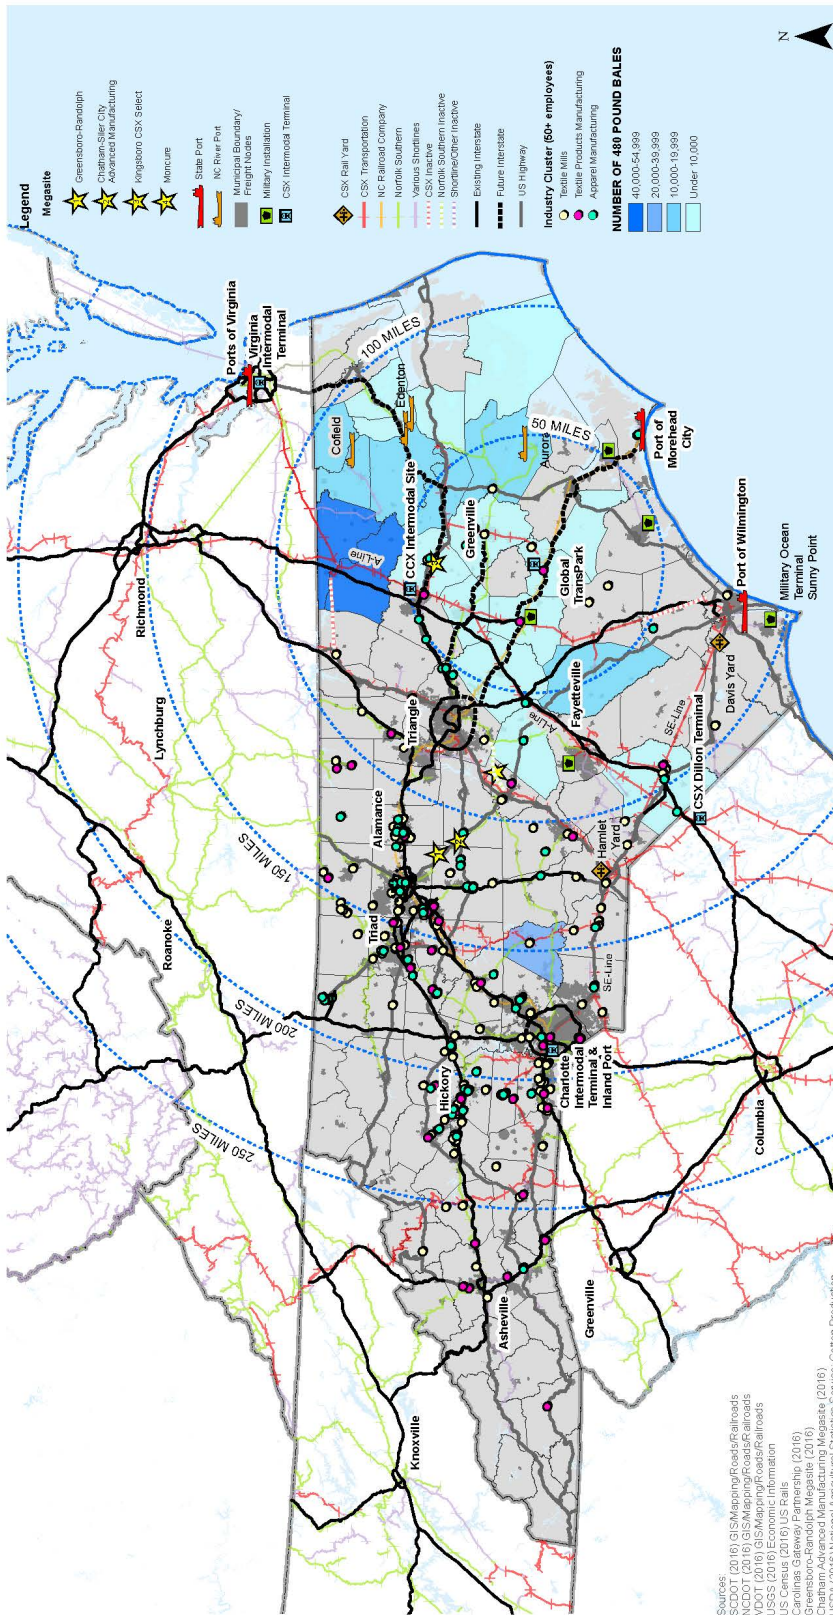 Legend
Megasite
Greensboro-Randolph
Chatham-Siler City
Advanced Manufacturing
Kingsboro CSX Select
Moncure
State Port
NC River Port
Municipal Boundary/
Freight Nodes
Military Installation
CSX Intermodal Terminal
CSX Rail Yard
CSX Transportation
NC Railroad Company
Norfolk Southern
Various Shortlines
CSX Inactive
Norfolk Southern Inactive
Shortline/Other Inactive
Existing Interstate
Future Interstate
US Highway
Industry Cluster (50+ employees)
Textile Mills
Textile Products Manufacturing
Apparel Manufacturing
NUMBER OF 480 POUND BALES
40,000-54,999
20,000-39,999
10,000-19,999
Under 10,000
N
Ports of Virginia
Virginia
Intermodal
Terminal
100 MILES
50 MILES
150 MILES
200 MILES
250 MILES
Richmond
Lynchburg
Roanoke
Knoxville
Cofield
Edenton
Aurora
A-Line
CCX Intermodal Site
Greenville
Global
TransPark
Port of
Morehead
City
Port of Wilmington
Military Ocean
Terminal
Sunny Point
Davis Yard
SE-Line
Fayetteville
A-Line
CSX Dillon Terminal
Triangle
Alamance
Triad
Hamlet
Yard
SE-Line
Hickory
Charlotte
Intermodal
Terminal &
Inland Port
Columbia
Asheville
Greenville
Sources:
SCDOT (2016) GIS/Mapping/Roads/Railroads
NCDOT (2016) GIS/Mapping/Roads/Railroads
VDOT (2016) GIS/Mapping/Roads/Railroads
USGS (2016) Economic Information
US Census (2016) US Rails
Carolinas Gateway Partnership (2016)
Greensboro-Randolph Megasite (2016)
Chatham Advanced Manufacturing Megasite (2016)